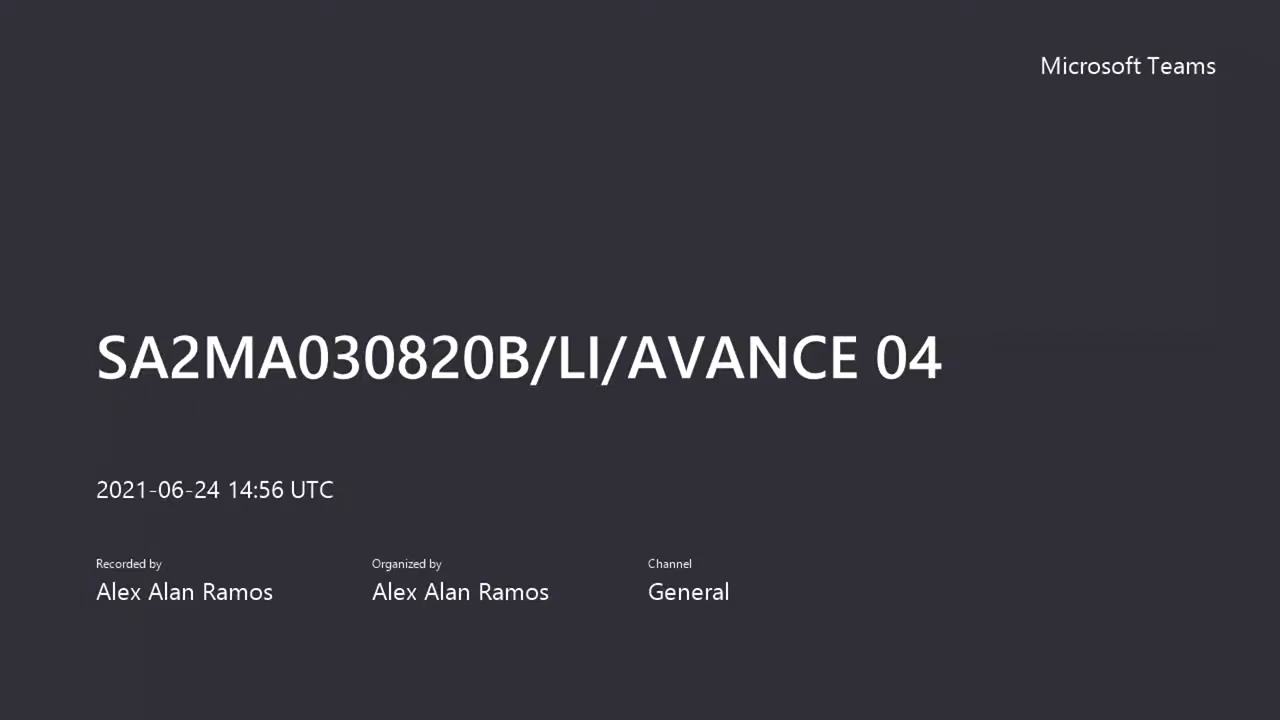 Microsoft Teams
SA2MA030820B/LI/AVANCE 04
2021-06-24 14:56 UTC
Recorded by
Alex Alan Ramos
Organized by
Alex Alan Ramos
Channel
General